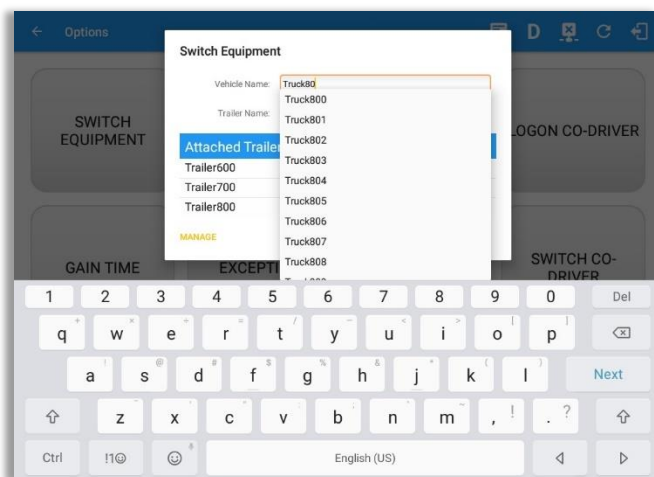 Options
D
Switch Equipment
Vehicle Name: Truck80
Trailer Name:
Truck800
Truck801
Truck802
Truck803
Truck804
Truck805
Truck806
Truck807
Truck808
Attached Trailer
Trailer600
Trailer700
Trailer800
MANAGE
SWITCH
EQUIPMENT
LOGON CO-DRIVER
GAIN TIME
EXCEPTI
SWITCH CO-
DRIVER
1 2 3 4 5 6 7 8 9 0 Del
q w e r t y u i o p
a s d f g h j k l Next
z x c v b n m , ! . ?
Ctrl !1☺ English (US)